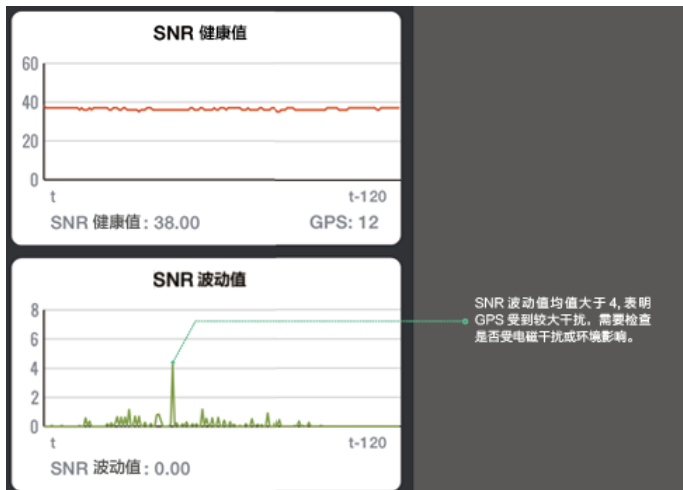 SNR 健康值
60
40
20
0
t
t-120
SNR 健康值: 38.00
GPS: 12
SNR 波动值
8
6
4
2
0
t
t-120
SNR 波动值: 0.00
SNR 波动值均值大于 4, 表明
GPS 受到较大干扰，需要检查
是否受电磁干扰或环境影响。